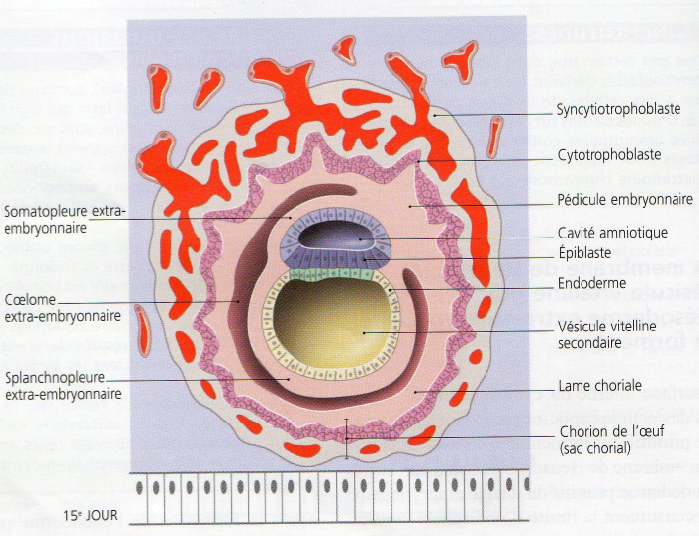 Syncytiotrophoblaste
Cytotrophoblaste
Pédicule embryonnaire
Somatopleure extra-
embryonnaire
Cavité amniotique
Épiblaste
Endoderme
Cœlome
extra-embryonnaire
Vésicule vitelline
secondaire
Splanchnopleure
extra-embryonnaire
Lame choriale
Chorion de l'œuf
(sac chorial)
15e JOUR